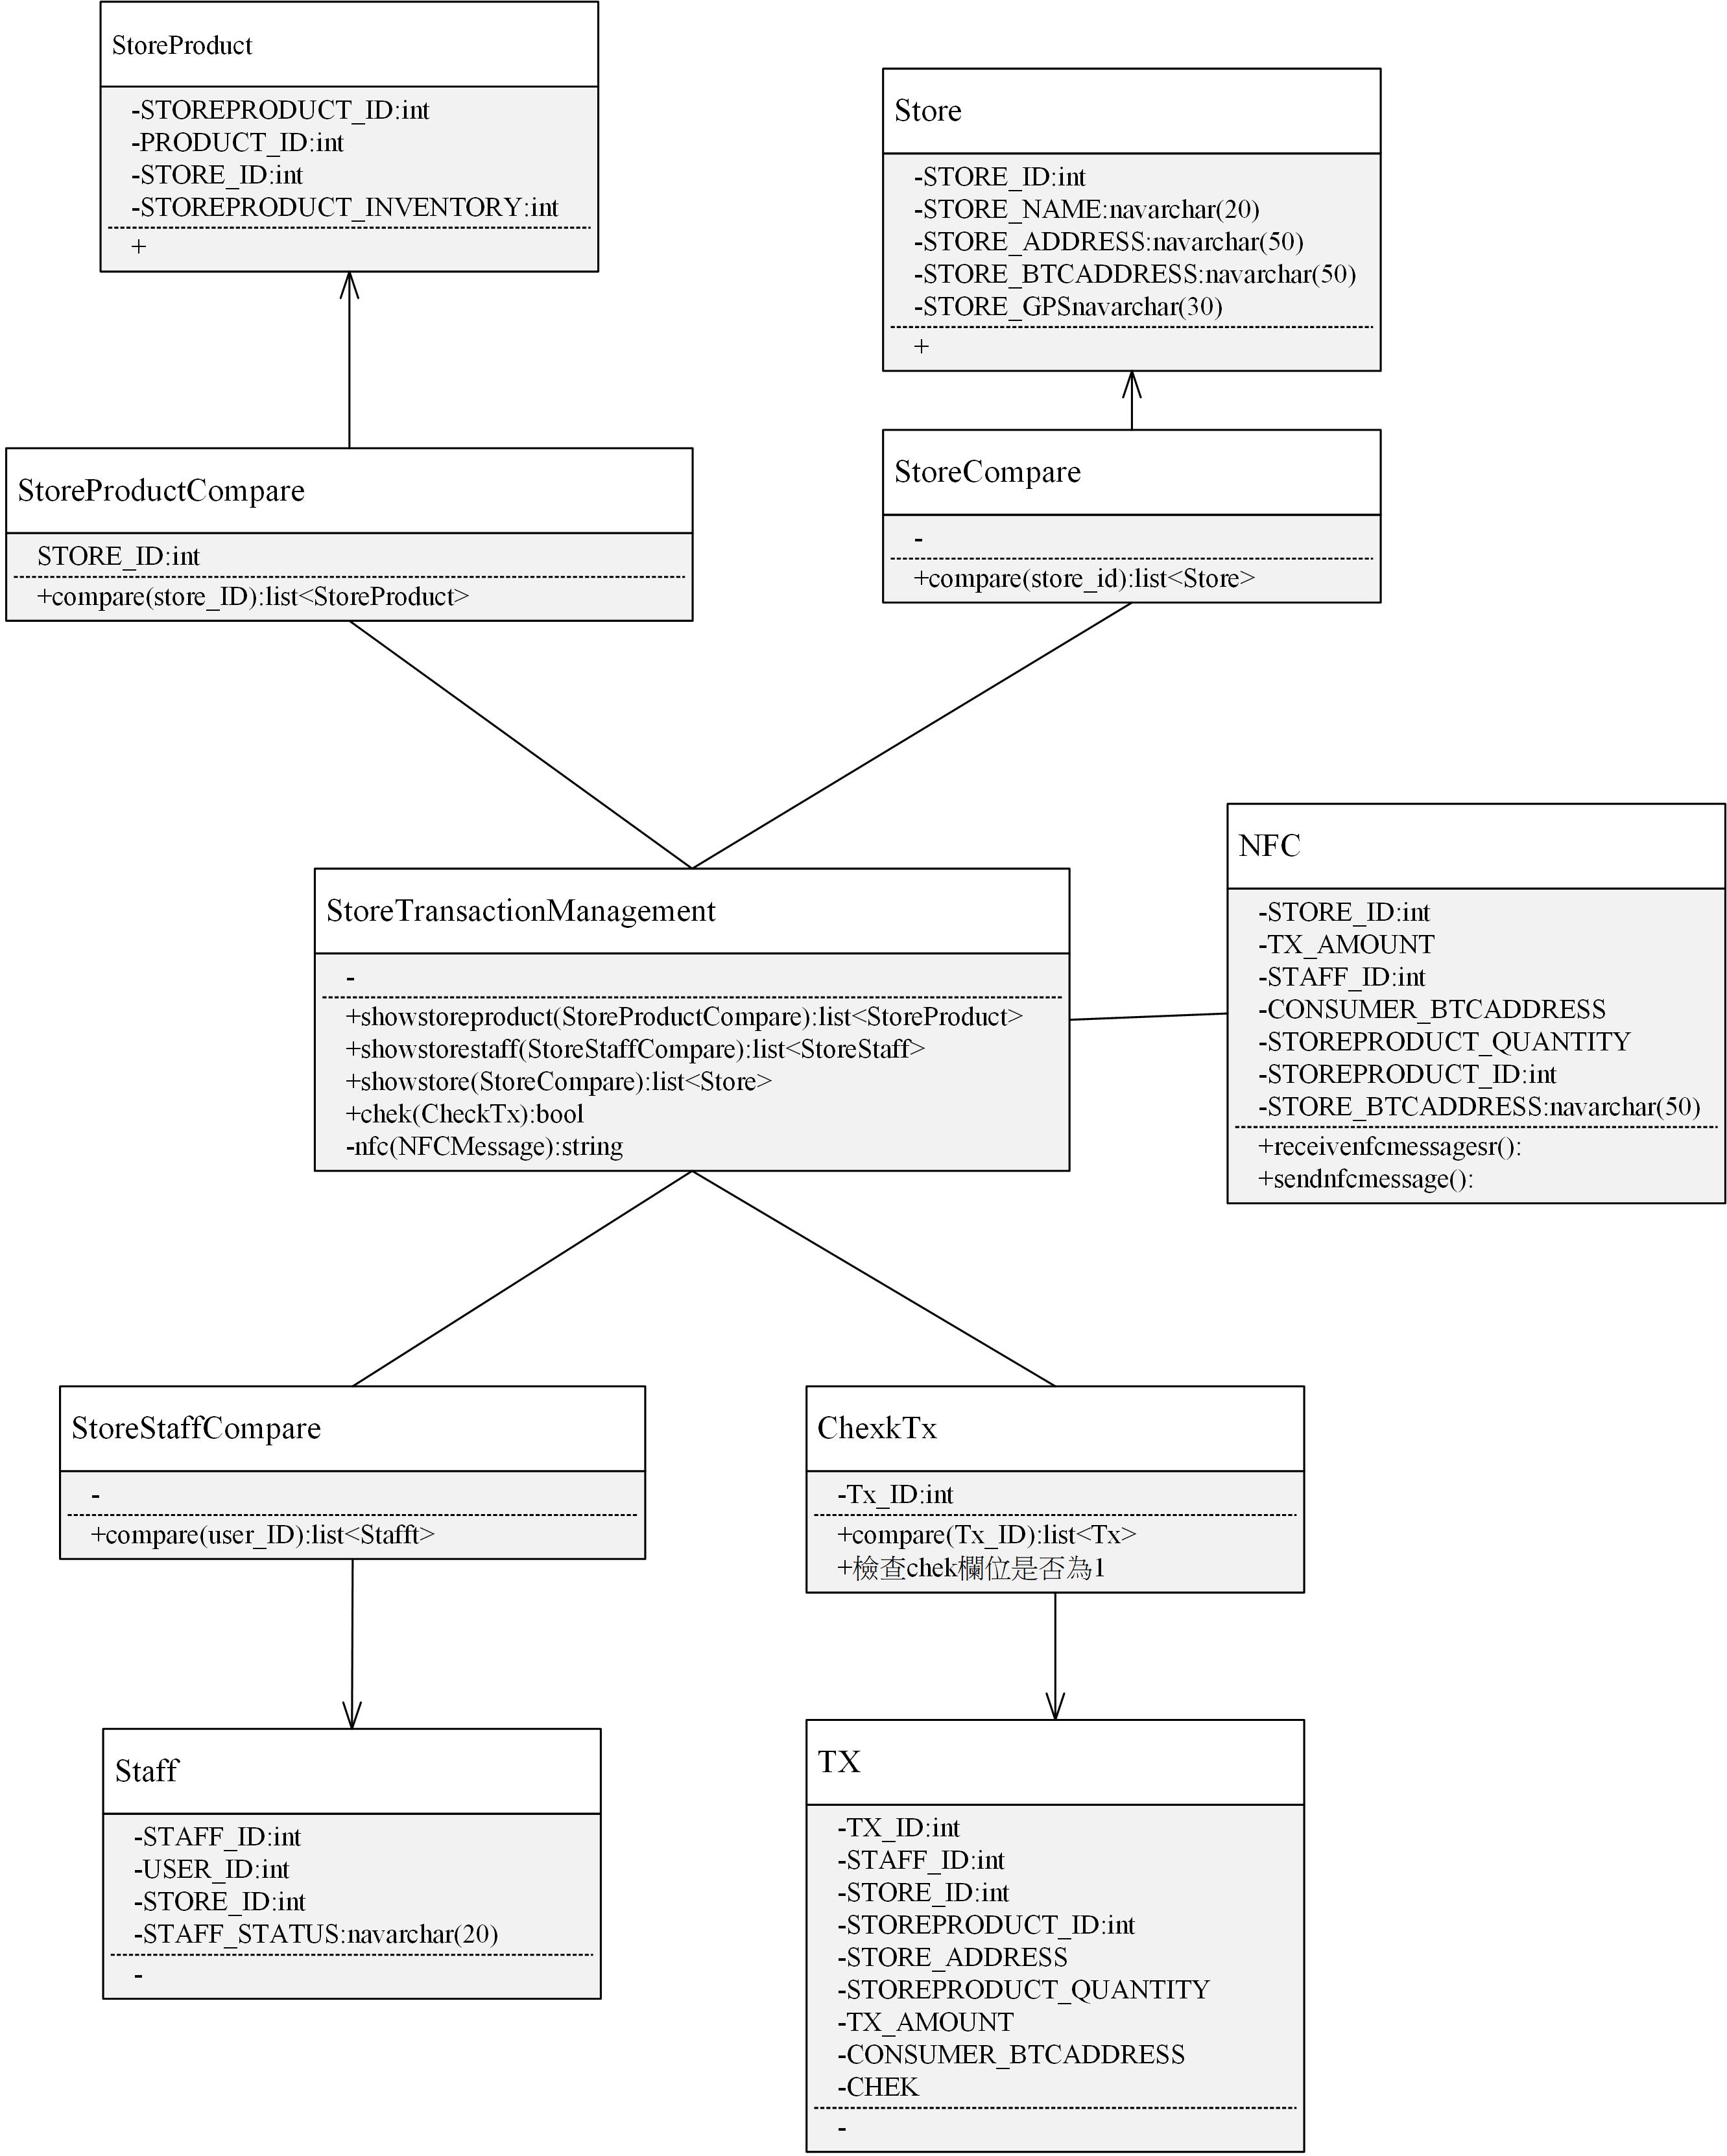 StoreProduct
-STOREPRODUCT_ID:int
-PRODUCT_ID:int
-STORE_ID:int
-STOREPRODUCT_INVENTORY:int
+
Store
-STORE_ID:int
-STORE_NAME:navarchar(20)
-STORE_ADDRESS:navarchar(50)
-STORE_BTCADDRESS:navarchar(50)
-STORE_GPSnavarchar(30)
+
StoreProductCompare
STORE_ID:int
+compare(store_ID):list<StoreProduct>
StoreCompare
-
+compare(store_id):list<Store>
StoreTransactionManagement
-
+showstoreproduct(StoreProductCompare):list<StoreProduct>
+showstorestaff(StoreStaffCompare):list<StoreStaff>
+showstore(StoreCompare):list<Store>
+chek(CheckTx):bool
-nfc(NFCMessage):string
NFC
-STORE_ID:int
-TX_AMOUNT
-STAFF_ID:int
-CONSUMER_BTCADDRESS
-STOREPRODUCT_QUANTITY
-STOREPRODUCT_ID:int
-STORE_BTCADDRESS:navarchar(50)
+receivenfcmessagesr():
+sendnfcmessage():
StoreStaffCompare
-
+compare(user_ID):list<Stafft>
ChexkTx
-Tx_ID:int
+compare(Tx_ID):list<Tx>
+檢查chek欄位是否為1
Staff
-STAFF_ID:int
-USER_ID:int
-STORE_ID:int
-STAFF_STATUS:navarchar(20)
-
TX
-TX_ID:int
-STAFF_ID:int
-STORE_ID:int
-STOREPRODUCT_ID:int
-STORE_ADDRESS
-STOREPRODUCT_QUANTITY
-TX_AMOUNT
-CONSUMER_BTCADDRESS
-CHEK
-